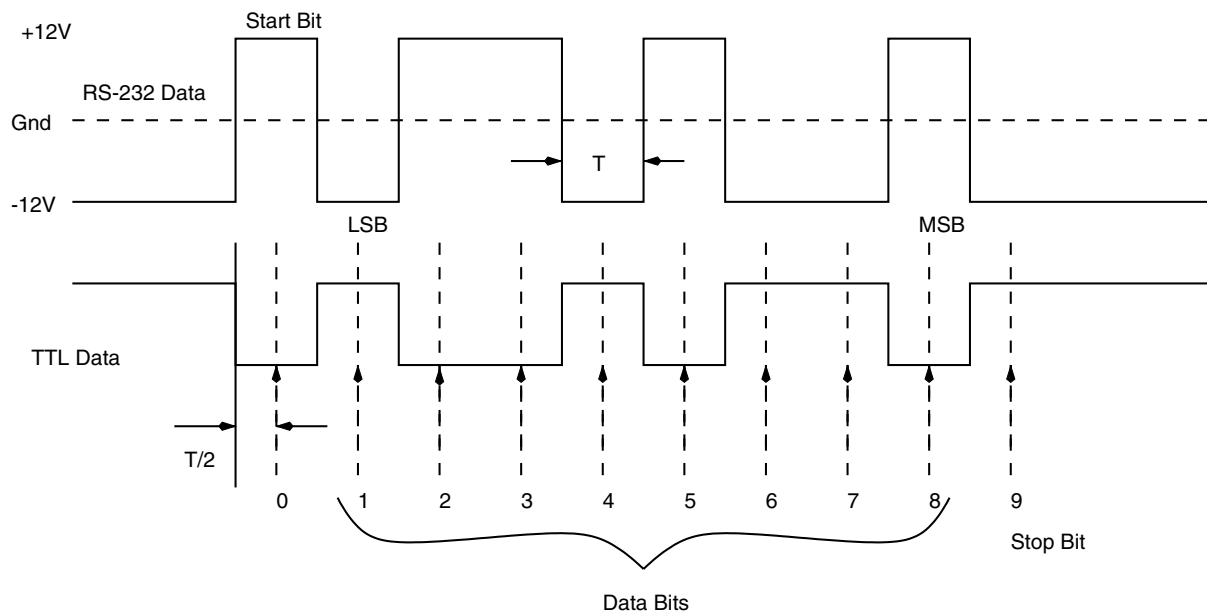 Start Bit
+12V
RS-232 Data
Gnd
T
-12V
LSB
MSB
TTL Data
T/2
0 1 2 3 4 5 6 7 8 9
Stop Bit
Data Bits